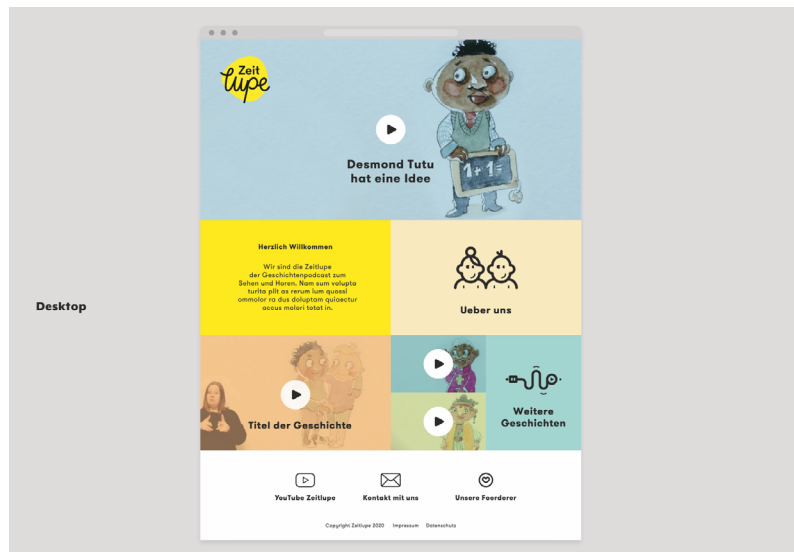 Zeit
lupe
Desmond Tutu
hat eine Idee
1+1=
Herzlich Willkommen
Wir sind die Zeitlupe
der Geschichtenpodcast zum
Sehen und Horen. Nam sum volupta
turita plit as rerum ium quossi
ommolor ra dus doluptam quiaectur
accus molori totat in.
Ueber uns
Desktop
Titel der Geschichte
Weitere
Geschichten
YouTube Zeitlupe
Kontakt mit uns
Unsere Foerderer
Copyright Zeitlupe 2020 Impressum Datenschutz